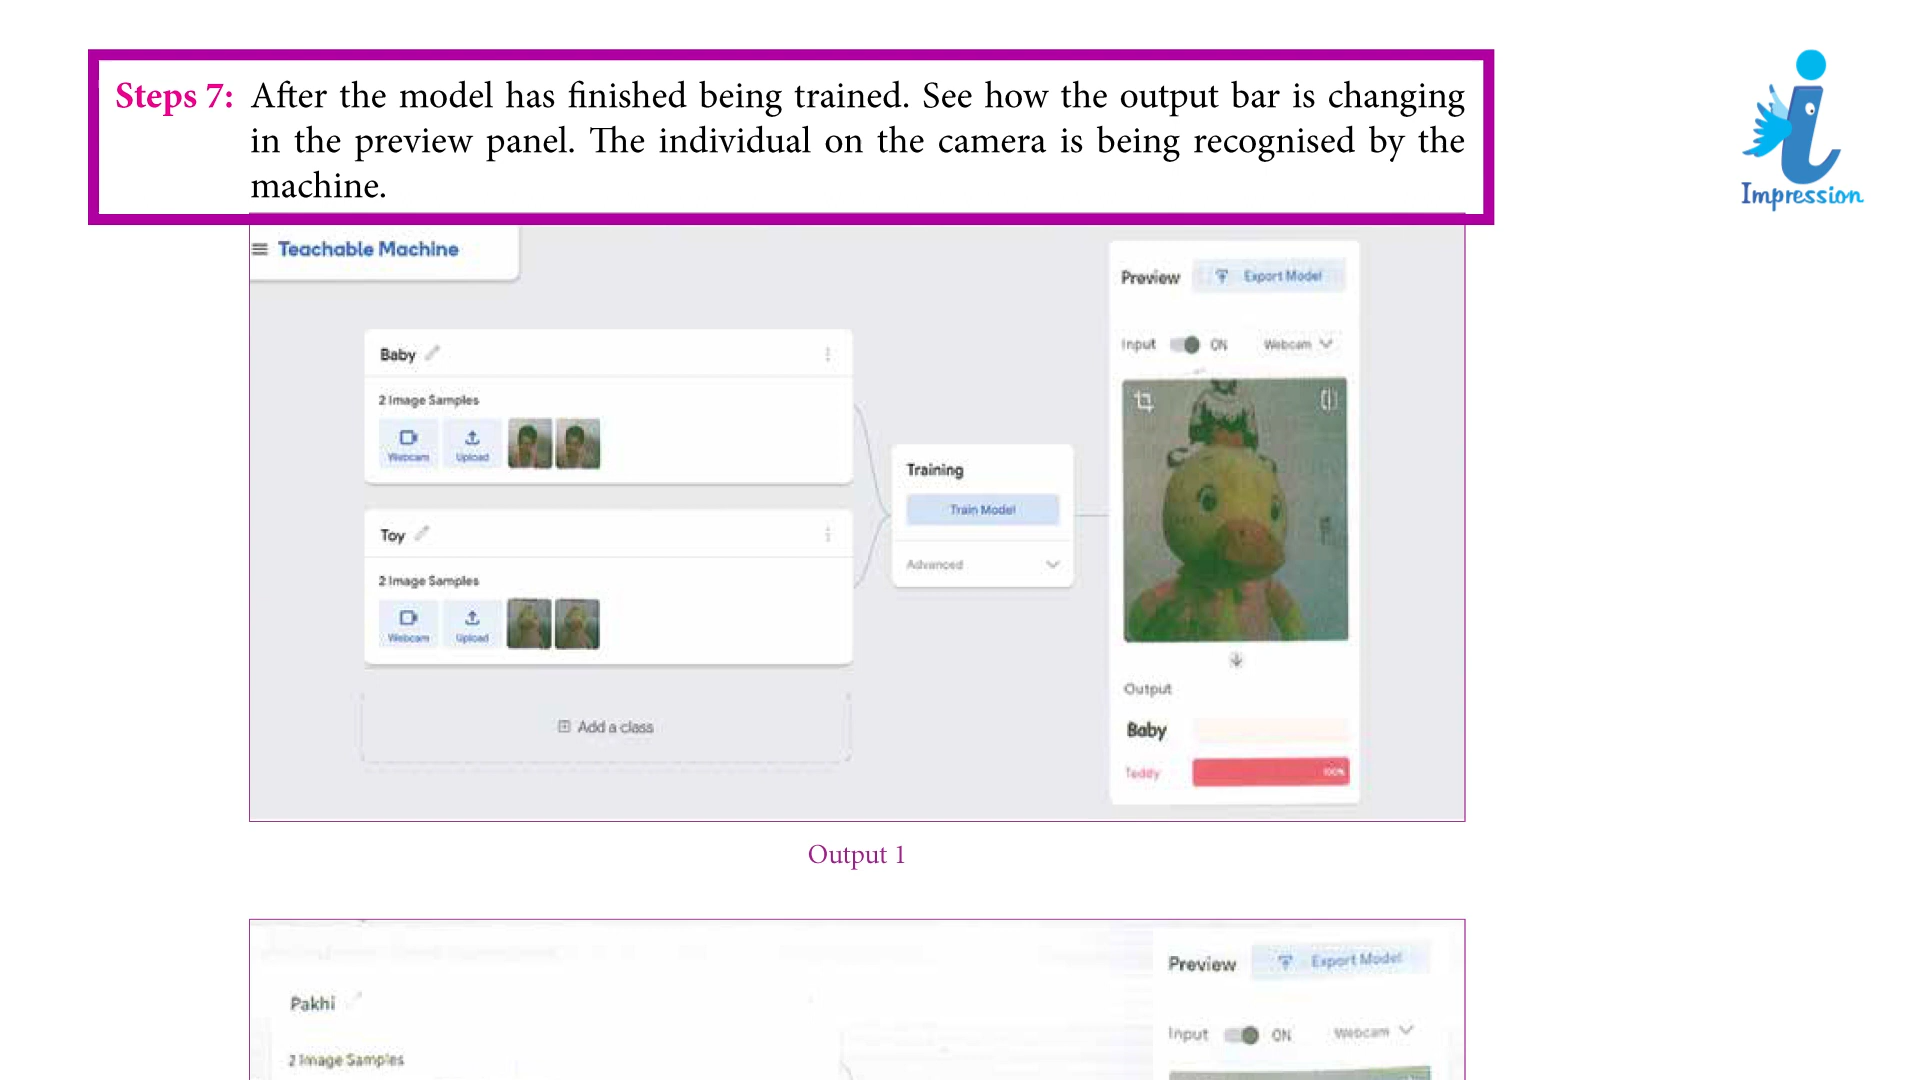 Steps 7: After the model has finished being trained. See how the output bar is changing
in the preview panel. The individual on the camera is being recognised by the
machine.
Impression
Teachable Machine
Baby
2 Image Samples
Webcam Upload
Toy
2 Image Samples
Webcam Upload
Add a class
Training
Train Model
Advanced
Preview Export Model
Input ON Webcam
Output
Baby
Teddy 100%
Output 1
Pakhi
2 Image Samples
Preview Export Model
Input ON Webcam